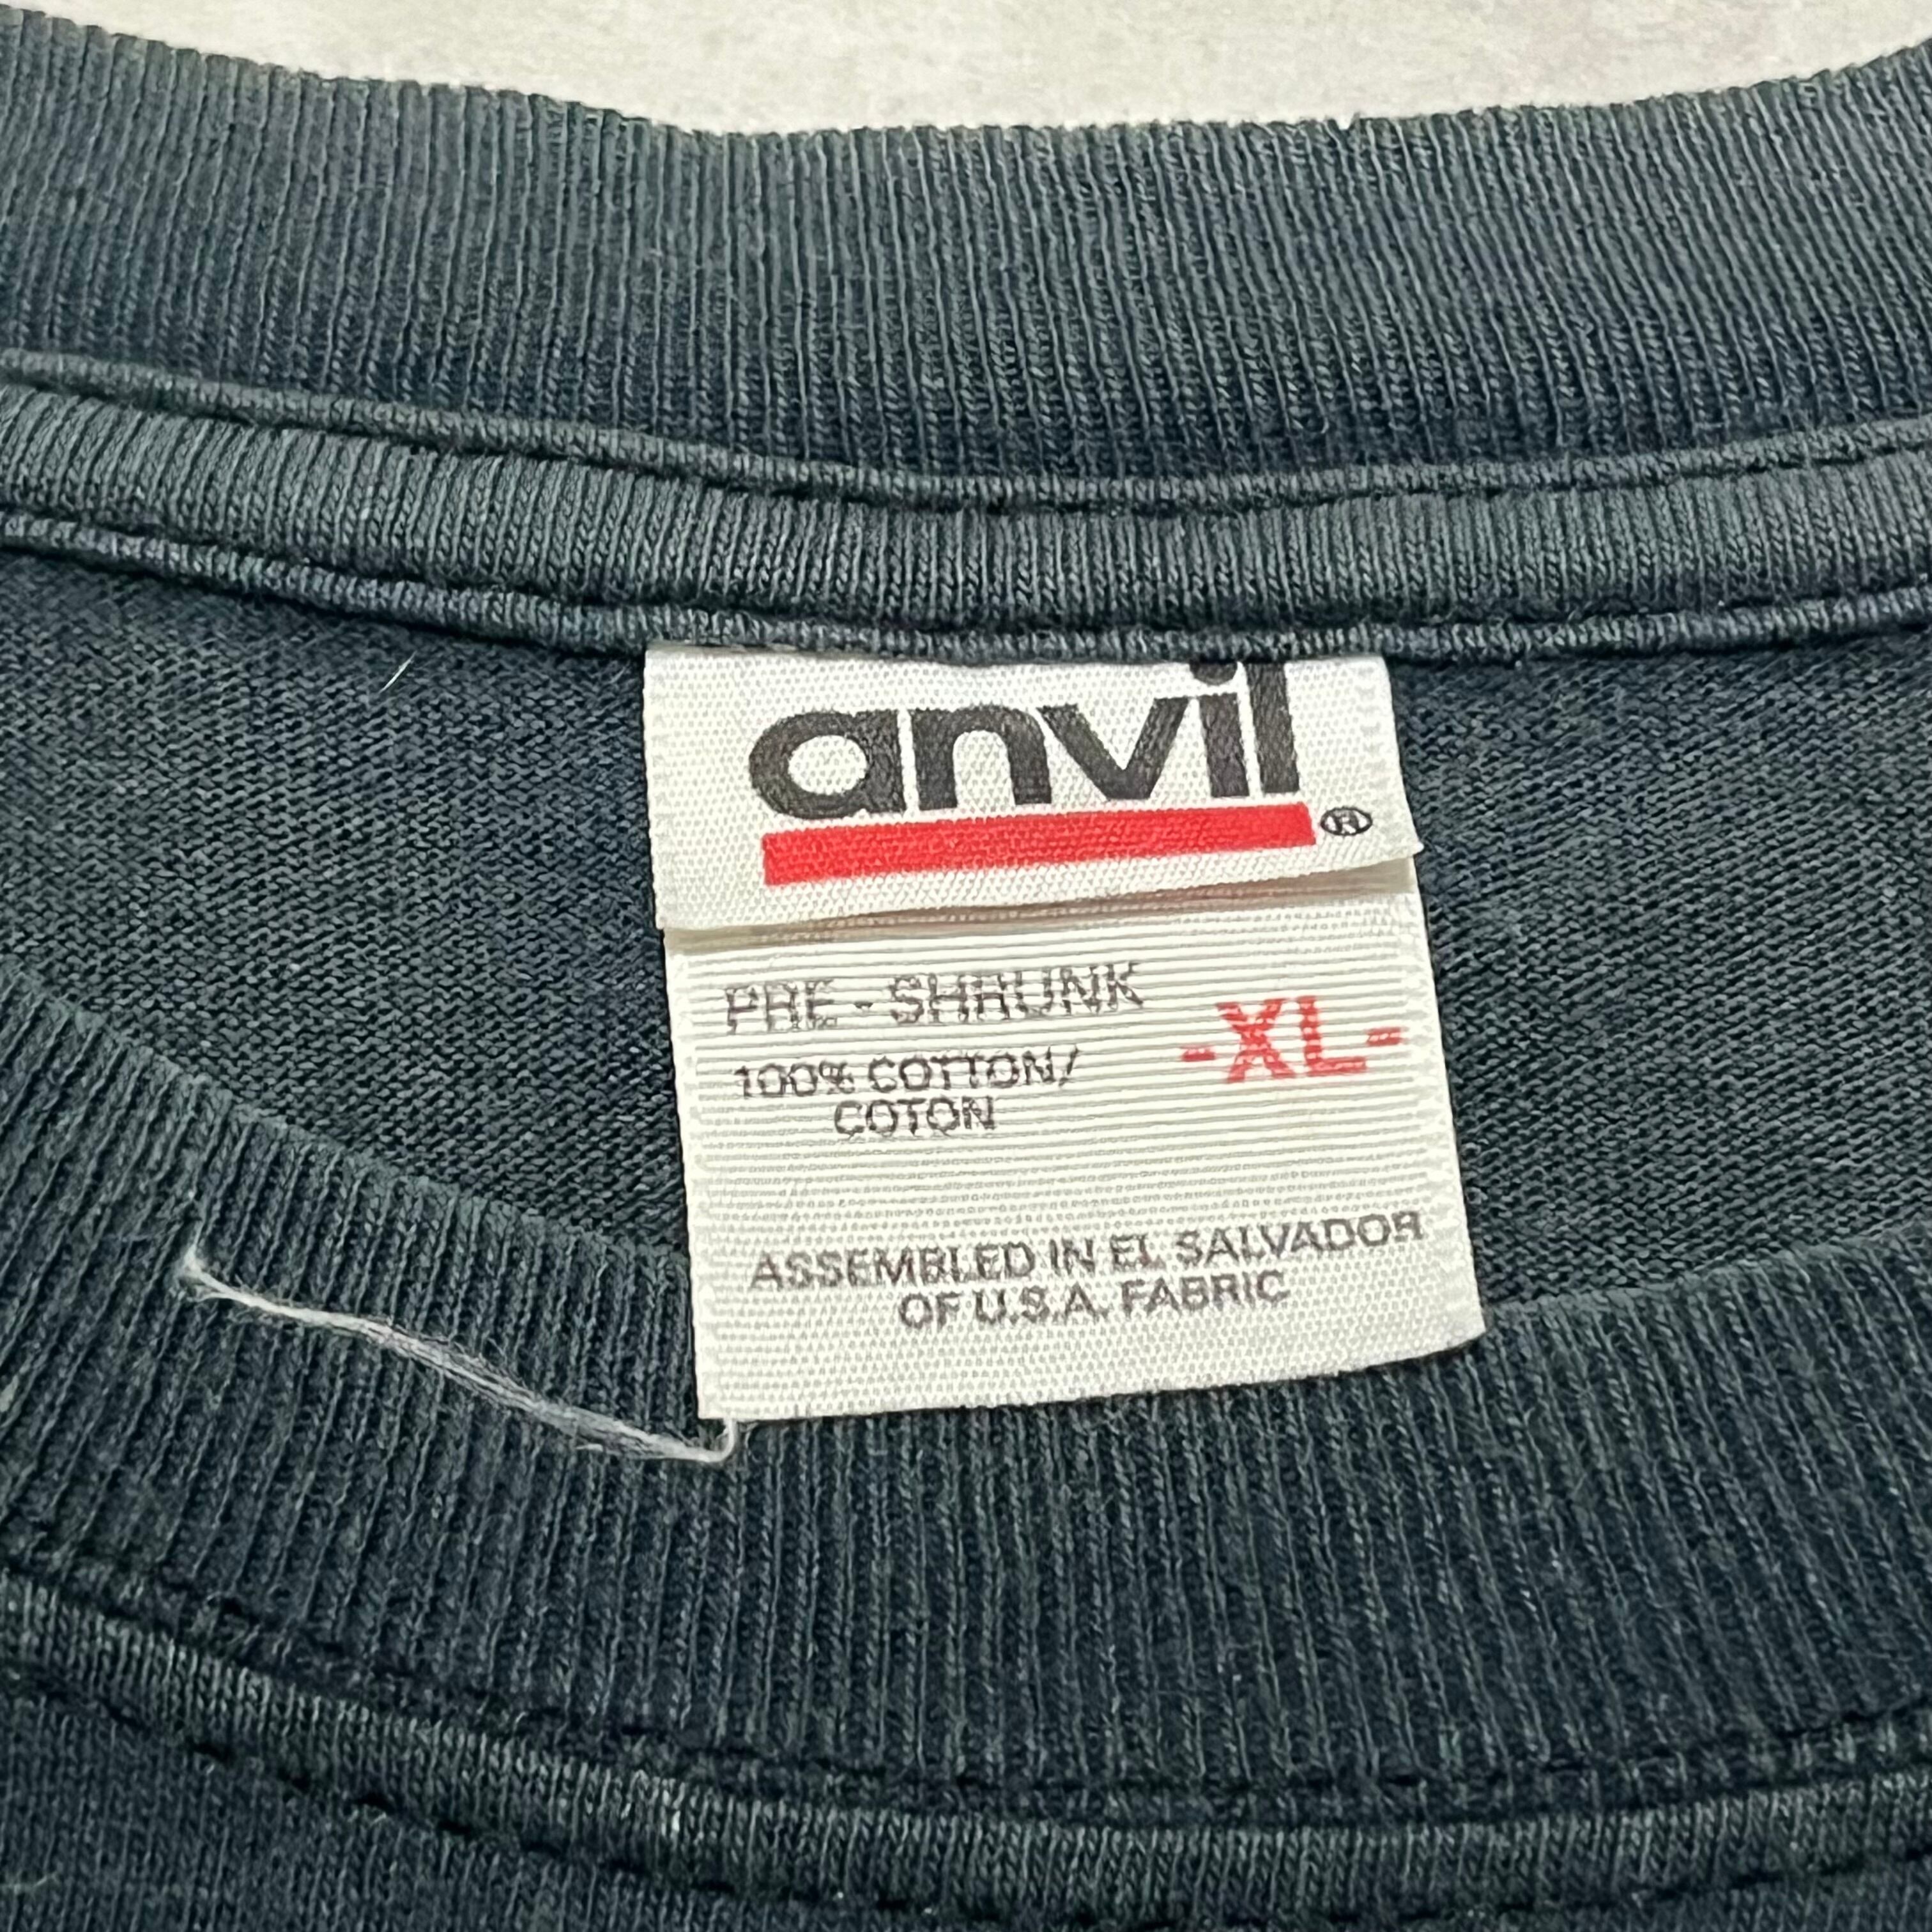 anvil®
PRE-SHRUNK
-XL-
100% COTTON/
COTON
ASSEMBLED IN EL SALVADOR
OF U.S.A. FABRIC